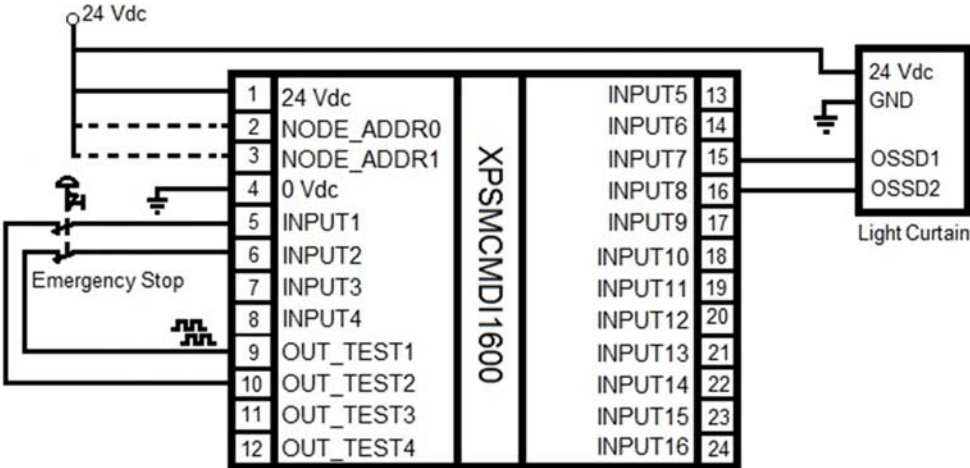 24 Vdc
1 24 Vdc
2 NODE_ADDR0
3 NODE_ADDR1
4 0 Vdc
5 INPUT1
6 INPUT2
7 INPUT3
8 INPUT4
9 OUT_TEST1
10 OUT_TEST2
11 OUT_TEST3
12 OUT_TEST4
Emergency Stop
XPSMCMDI1600
INPUT5 13
INPUT6 14
INPUT7 15
INPUT8 16
INPUT9 17
INPUT10 18
INPUT11 19
INPUT12 20
INPUT13 21
INPUT14 22
INPUT15 23
INPUT16 24
24 Vdc
GND
OSSD1
OSSD2
Light Curtain